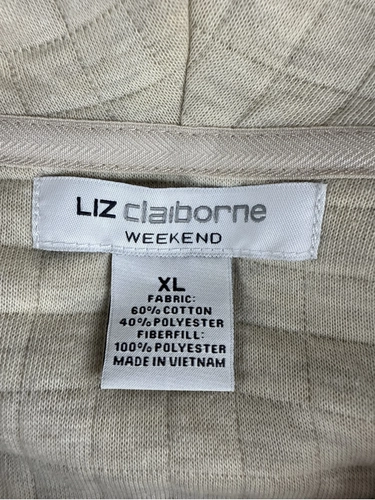 LIZ claiborne
WEEKEND
XL
FABRIC:
60% COTTON
40% POLYESTER
FIBERFILL:
100% POLYESTER
MADE IN VIETNAM